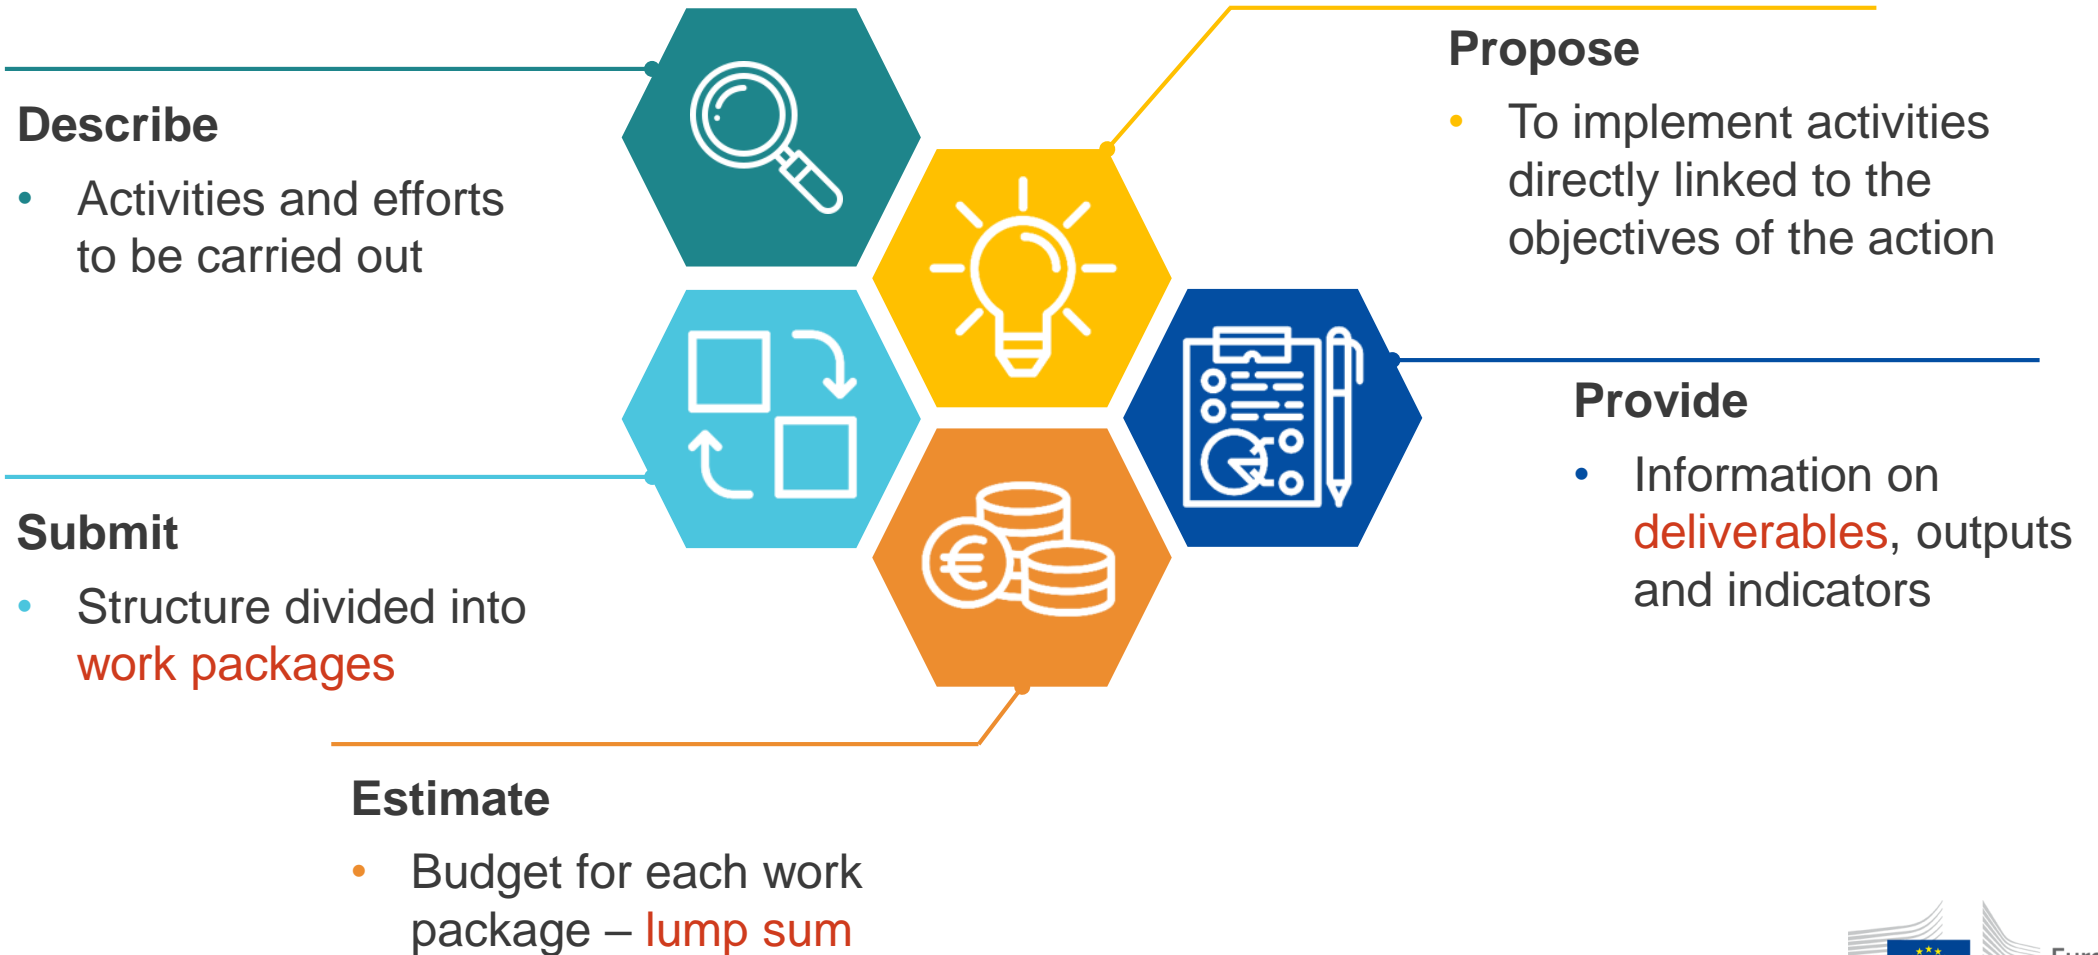 Describe
• Activities and efforts
to be carried out
Propose
• To implement activities
directly linked to the
objectives of the action
Provide
• Information on
deliverables, outputs
and indicators
Submit
• Structure divided into
work packages
Estimate
• Budget for each work
package – lump sum